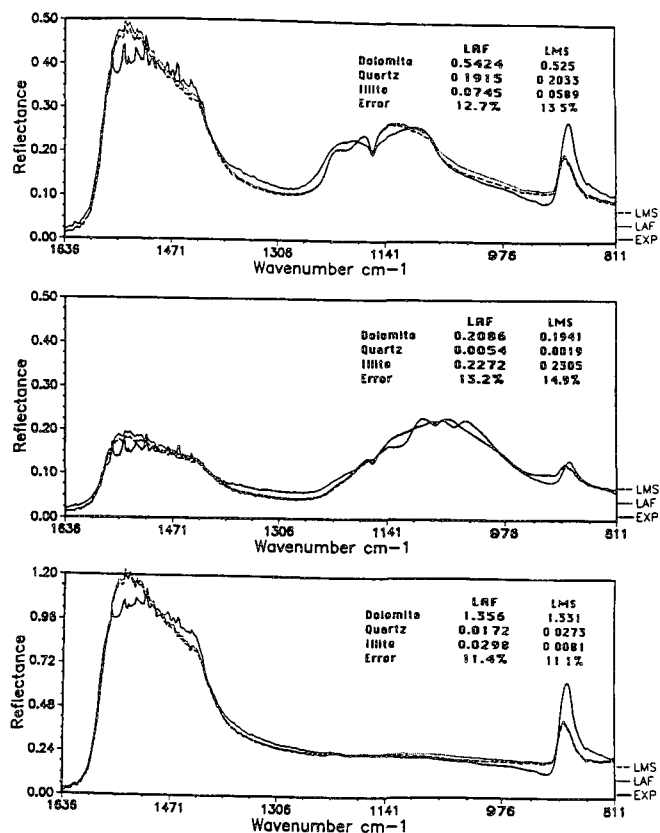 0.50
0.40
0.30
0.20
0.10
0.00
Reflectance
LAF LMS
Dolomita 0.5424 0.525
Quartz 0.1915 0.2033
Illite 0.0745 0.0589
Error 12.7% 13.5%
LMS
LAF
EXP
1636 1471 1306 1141 976 811
Wavenumber cm-1
0.50
0.40
0.30
0.20
0.10
0.00
Reflectance
LAF LMS
Dolomita 0.2086 0.1941
Quartz 0.0054 0.0019
Illite 0.2272 0.2305
Error 13.2% 14.9%
LMS
LAF
EXP
1636 1471 1306 1141 978 811
Wavenumber cm-1
1.20
0.96
0.72
0.48
0.24
0.00
Reflectance
LAF LMS
Dolomita 1.356 1.331
Quartz 0.0172 0.0273
Illite 0.0298 0.0081
Error 11.4% 11.1%
LMS
LAF
EXP
1636 1471 1306 1141 976 811
Wavenumber cm-1